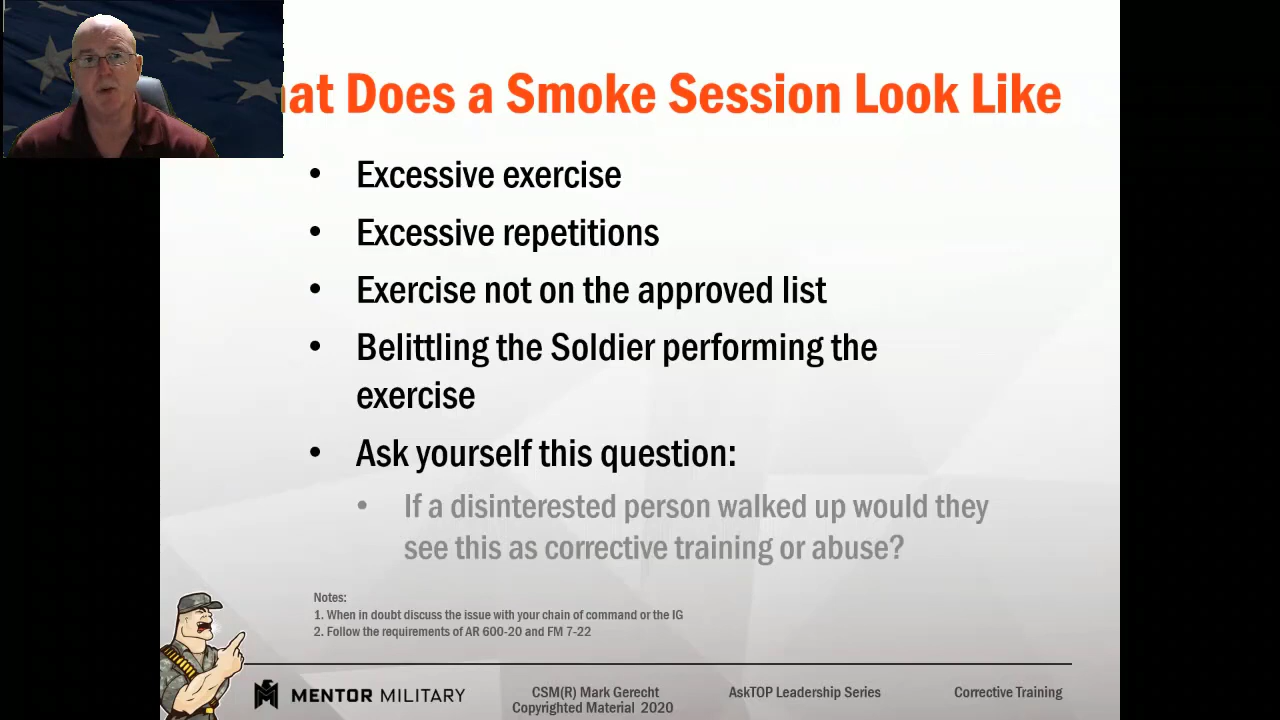 at Does a Smoke Session Look Like
• Excessive exercise
• Excessive repetitions
• Exercise not on the approved list
• Belittling the Soldier performing the
exercise
• Ask yourself this question:
• If a disinterested person walked up would they
see this as corrective training or abuse?
Notes:
1. When in doubt discuss the issue with your chain of command or the IG
2. Follow the requirements of AR 600-20 and FM 7-22
MENTOR MILITARY
CSM(R) Mark Gerecht
Copyrighted Material 2020
AskTOP Leadership Series
Corrective Training